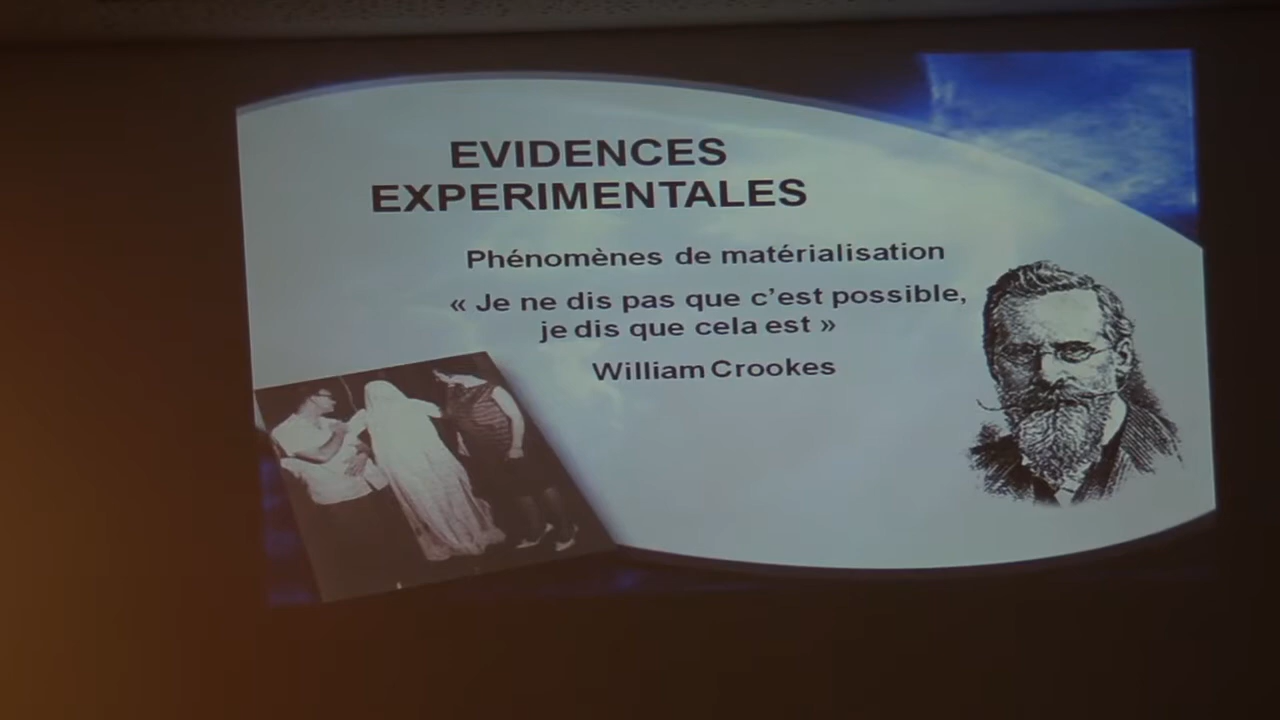 EVIDENCES
EXPERIMENTALES
Phénomènes de matérialisation
« Je ne dis pas que c'est possible,
je dis que cela est »
William Crookes